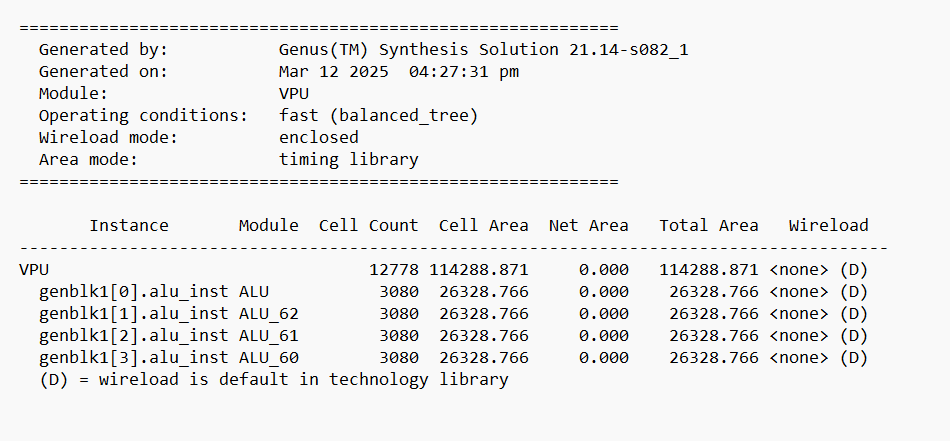 ============================================================
Generated by: Genus(TM) Synthesis Solution 21.14-s082_1
Generated on: Mar 12 2025 04:27:31 pm
Module: VPU
Operating conditions: fast (balanced_tree)
Wireload mode: enclosed
Area mode: timing library
============================================================
Instance Module Cell Count Cell Area Net Area Total Area Wireload
---------------------------------------------------------------------------------------
VPU 12778 114288.871 0.000 114288.871 <none> (D)
genblk1[0].alu_inst ALU 3080 26328.766 0.000 26328.766 <none> (D)
genblk1[1].alu_inst ALU_62 3080 26328.766 0.000 26328.766 <none> (D)
genblk1[2].alu_inst ALU_61 3080 26328.766 0.000 26328.766 <none> (D)
genblk1[3].alu_inst ALU_60 3080 26328.766 0.000 26328.766 <none> (D)
(D) = wireload is default in technology library